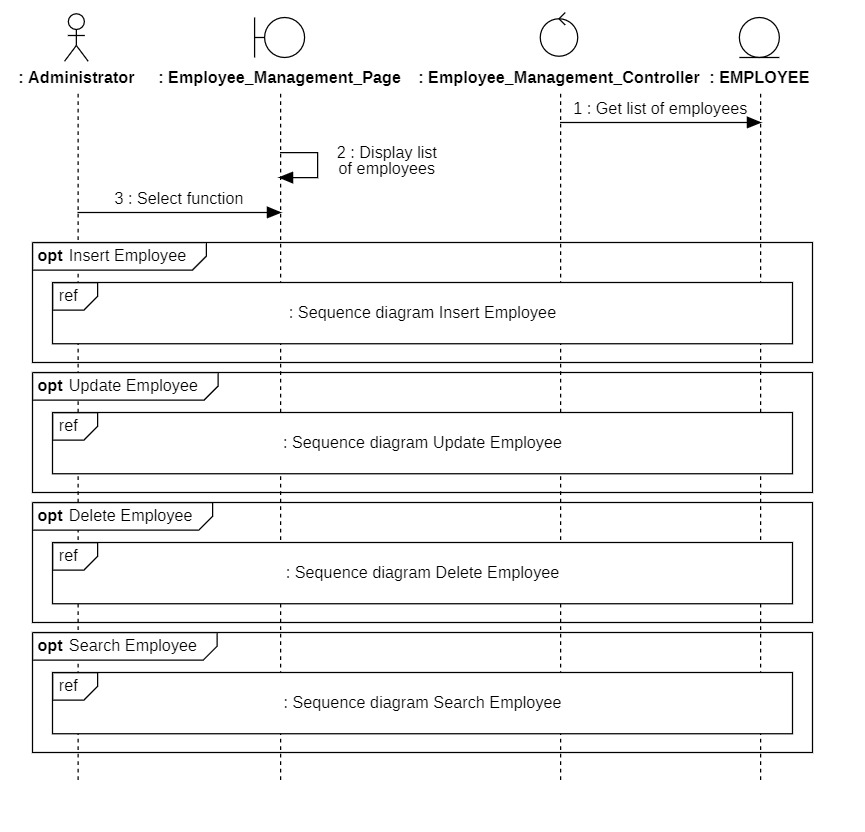 : Administrator
: Employee_Management_Page
: Employee_Management_Controller
: EMPLOYEE
1 : Get list of employees
2 : Display list
of employees
3 : Select function
opt Insert Employee
ref
: Sequence diagram Insert Employee
opt Update Employee
ref
: Sequence diagram Update Employee
opt Delete Employee
ref
: Sequence diagram Delete Employee
opt Search Employee
ref
: Sequence diagram Search Employee